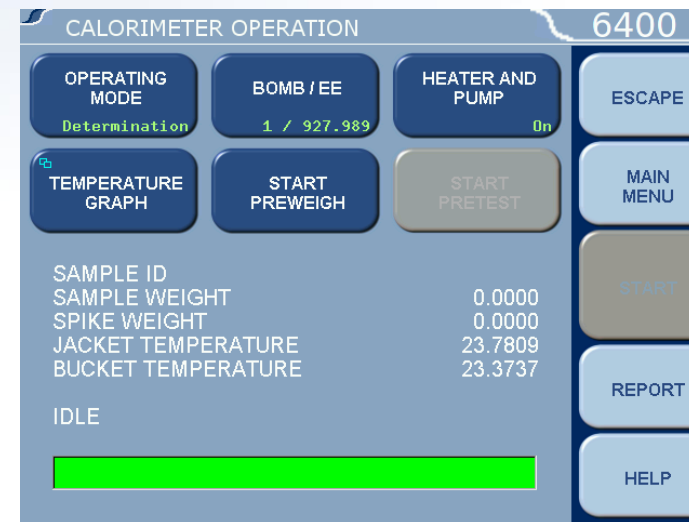 CALORIMETER OPERATION
6400
OPERATING
MODE
Determination
BOMB / EE
1 / 927.989
HEATER AND
PUMP
On
TEMPERATURE
GRAPH
START
PREWEIGH
START
PRETEST
SAMPLE ID
SAMPLE WEIGHT 0.0000
SPIKE WEIGHT 0.0000
JACKET TEMPERATURE 23.7809
BUCKET TEMPERATURE 23.3737
IDLE
ESCAPE
MAIN
MENU
START
REPORT
HELP